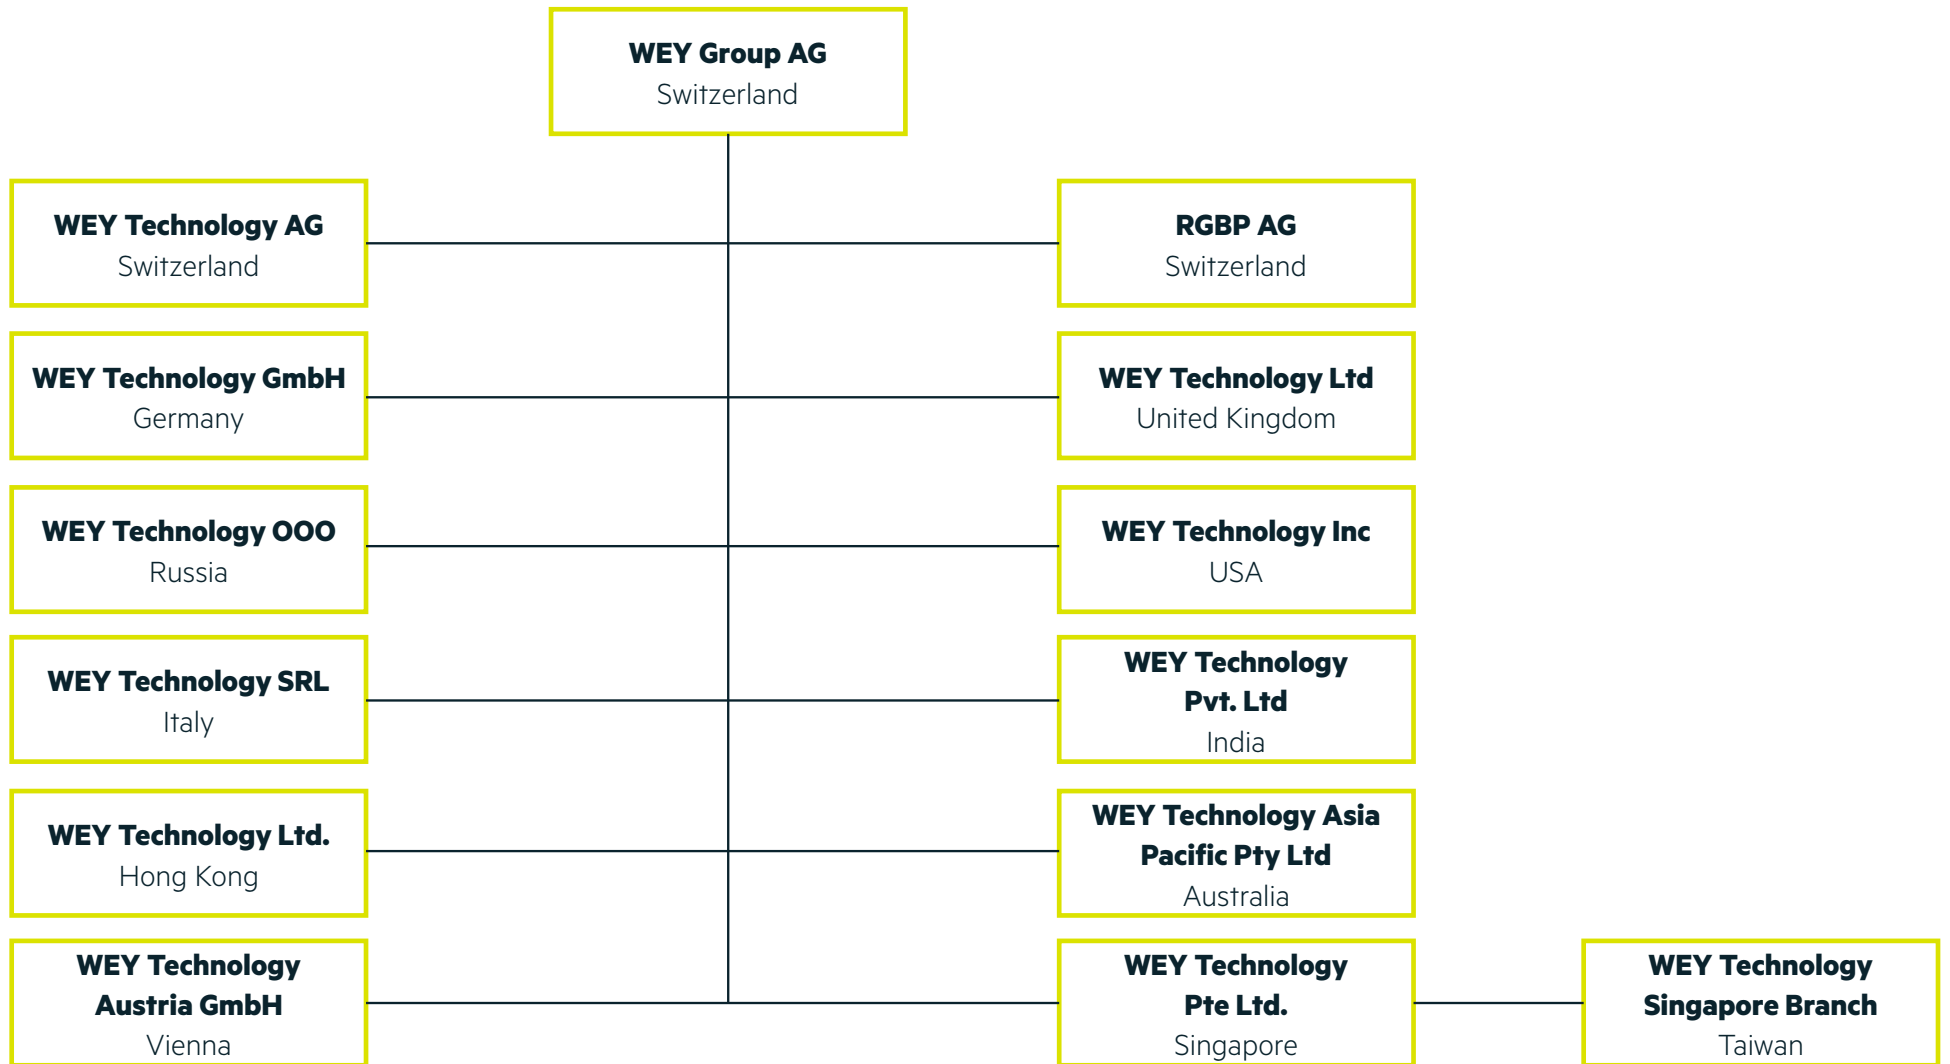 WEY Group AG
Switzerland
WEY Technology AG
Switzerland
RGBP AG
Switzerland
WEY Technology GmbH
Germany
WEY Technology Ltd
United Kingdom
WEY Technology OOO
Russia
WEY Technology Inc
USA
WEY Technology SRL
Italy
WEY Technology
Pvt. Ltd
India
WEY Technology Ltd.
Hong Kong
WEY Technology Asia
Pacific Pty Ltd
Australia
WEY Technology
Austria GmbH
Vienna
WEY Technology
Pte Ltd.
Singapore
WEY Technology
Singapore Branch
Taiwan